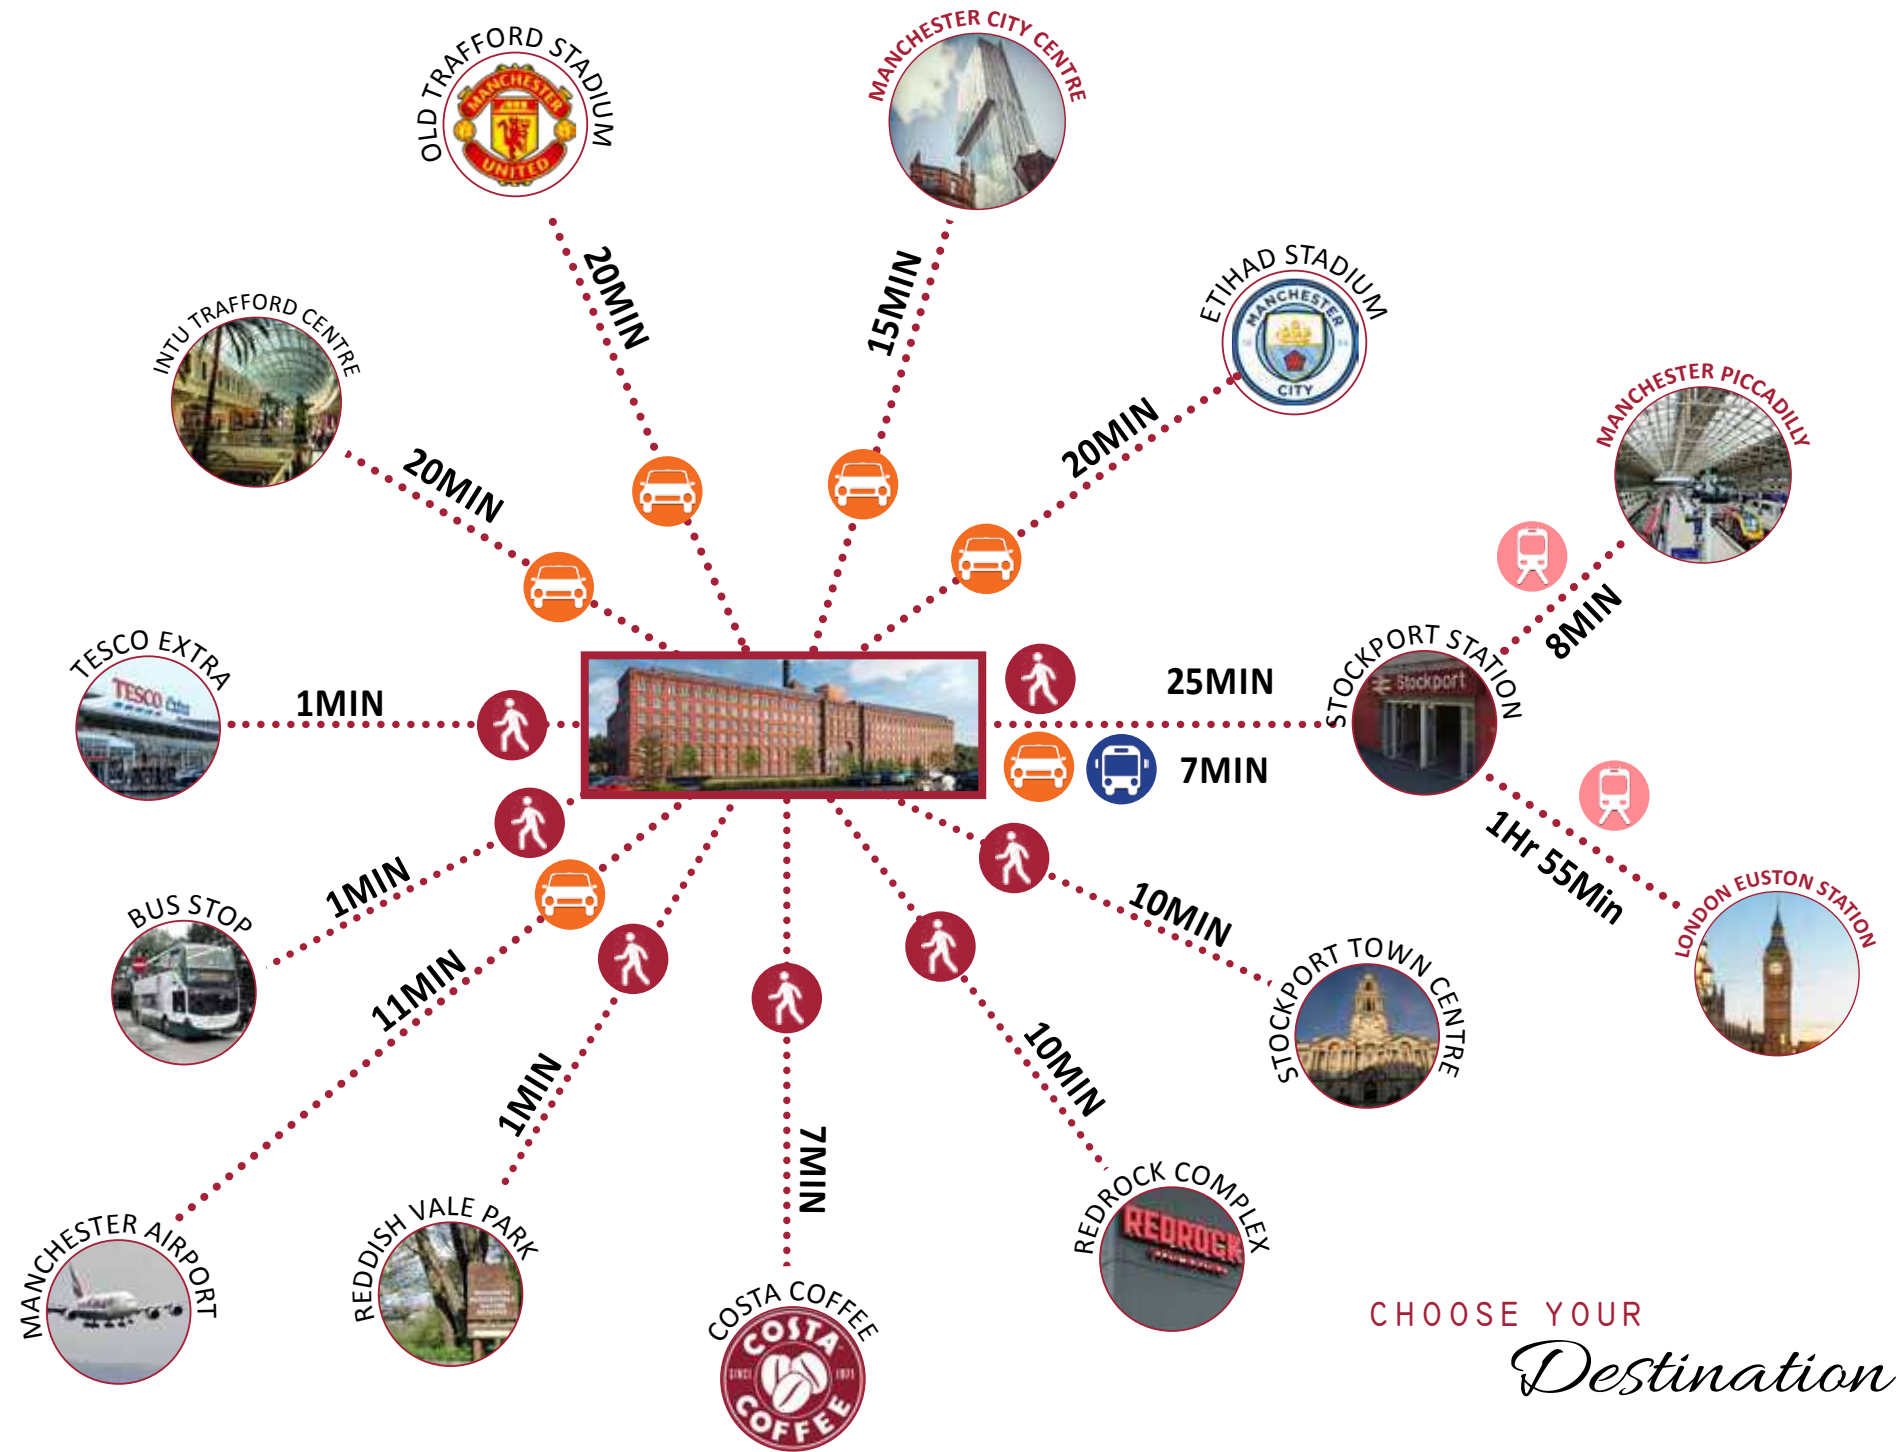 OLD TRAFFORD STADIUM
MANCHESTER
UNITED
MANCHESTER CITY CENTRE
20MIN
15MIN
ETIHAD STADIUM
MANCHESTER
CITY
INTU TRAFFORD CENTRE
20MIN
20MIN
MANCHESTER PICCADILLY
8MIN
TESCO EXTRA
TESCO
1MIN
25MIN
7MIN
STOCKPORT STATION
Stockport
1Hr 55Min
LONDON EUSTON STATION
BUS STOP
1MIN
11MIN
MANCHESTER AIRPORT
1MIN
REDDISH VALE PARK
7MIN
COSTA COFFEE
COSTA
SINCE 1971
COFFEE
10MIN
REDROCK COMPLEX
REDROCK
10MIN
STOCKPORT TOWN CENTRE
CHOOSE YOUR
Destination